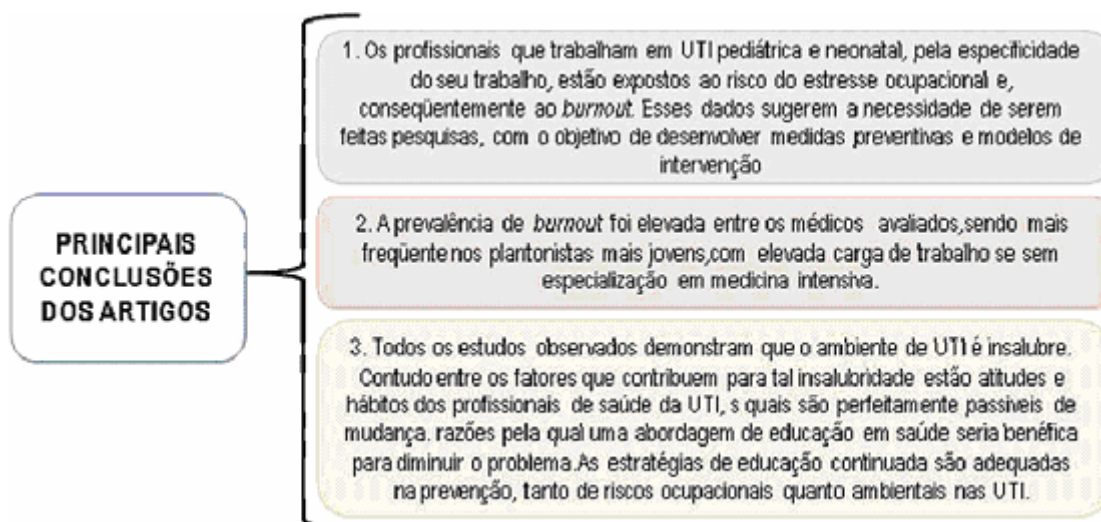 PRINCIPAIS
CONCLUSÕES
DOS ARTIGOS
1. Os profissionais que trabalham em UTI pediátrica e neonatal, pela especificidade
do seu trabalho, estão expostos ao risco do estresse ocupacional e,
conseqüentemente ao burnout. Esses dados sugerem a necessidade de serem
feitas pesquisas, com o objetivo de desenvolver medidas preventivas e modelos de
intervenção
2. A prevalência de burnout foi elevada entre os médicos avaliados,sendo mais
freqüente nos plantonistas mais jovens,com elevada carga de trabalho se sem
especialização em medicina intensiva.
3. Todos os estudos observados demonstram que o ambiente de UTI é insalubre.
Contudo entre os fatores que contribuem para tal insalubridade estão atitudes e
hábitos dos profissionais de saúde da UTI, s quais são perfeitamente passíveis de
mudança. razões pela qual uma abordagem de educação em saúde seria benéfica
para diminuir o problema.As estratégias de educação continuada são adequadas
na prevenção, tanto de riscos ocupacionais quanto ambientais nas UTI.